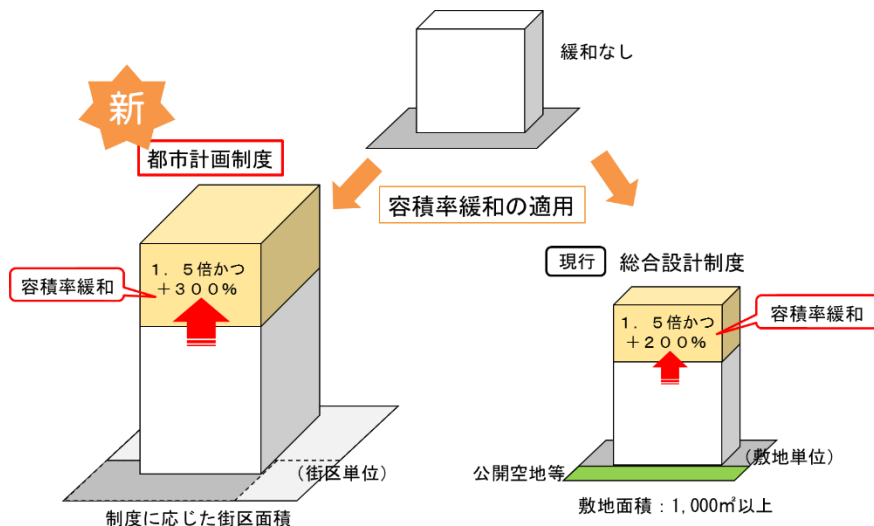 緩和なし
新
都市計画制度
容積率緩和の適用
1．5倍かつ
＋300%
容積率緩和
現行
総合設計制度
1．5倍かつ
＋200%
容積率緩和
（街区単位）
制度に応じた街区面積
公開空地等
（敷地単位）
敷地面積：1,000㎡以上